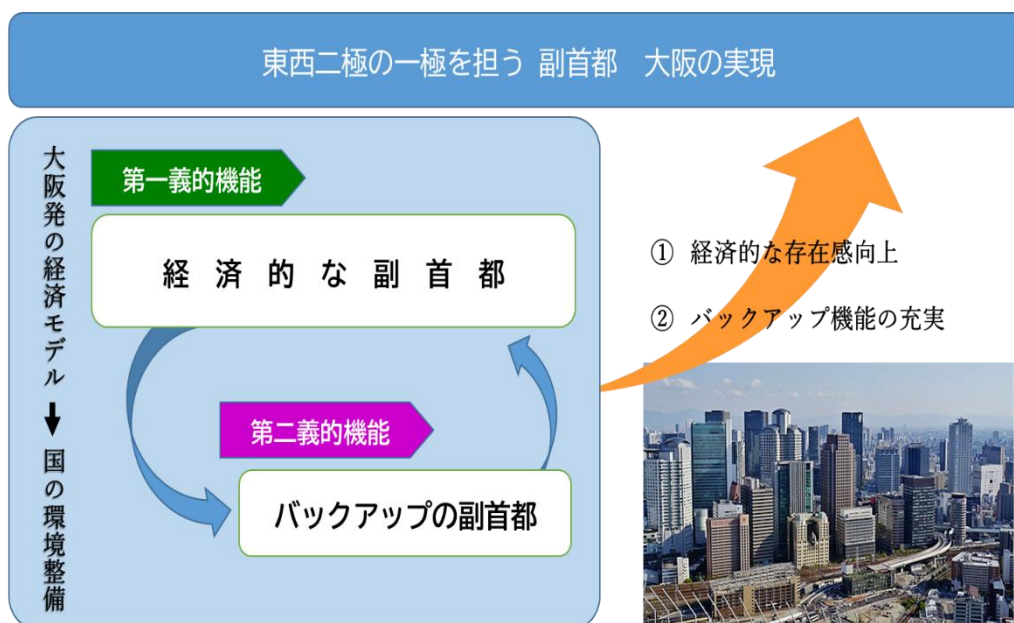 東西二極の一極を担う 副首都　大阪の実現
大阪発の経済モデル➡国の環境整備
第一義的機能
経済的な副首都
第二義的機能
バックアップの副首都
① 経済的な存在感向上
② バックアップ機能の充実